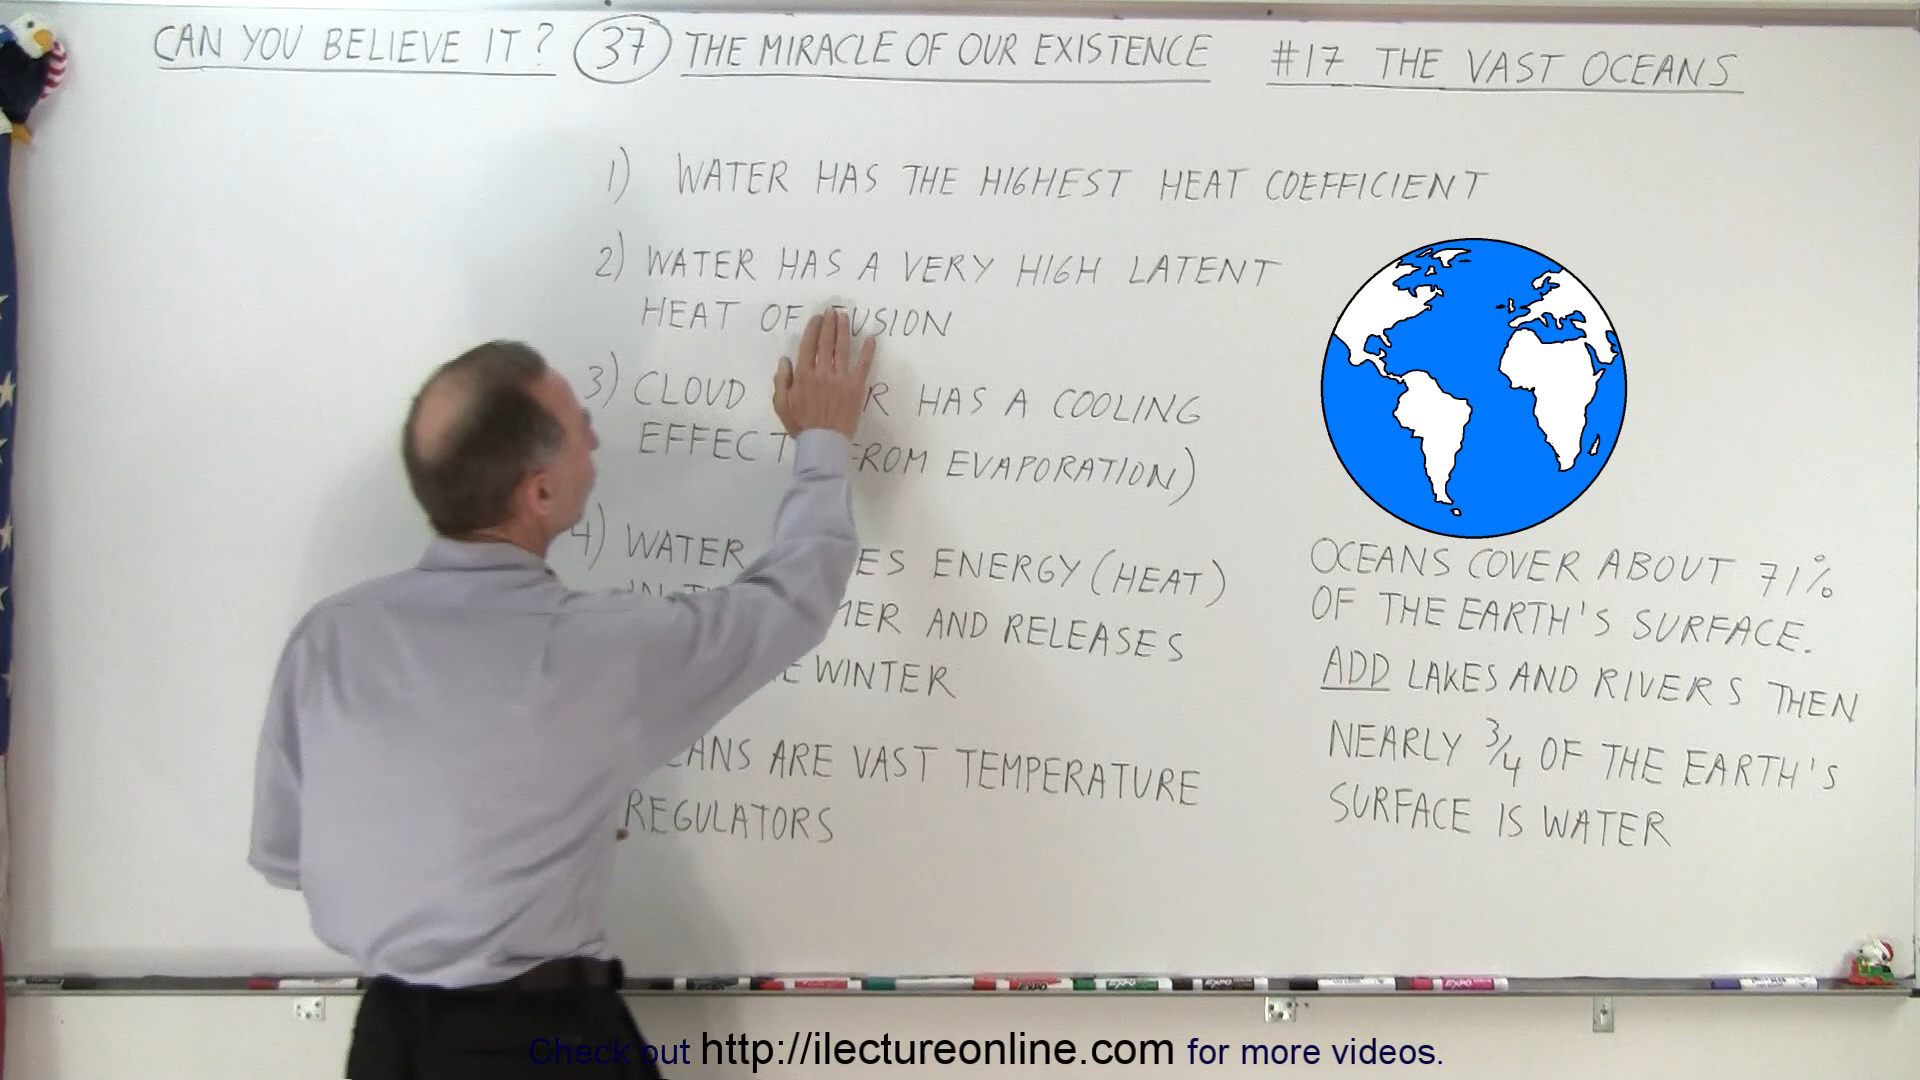 CAN YOU BELIEVE IT? 37 THE MIRACLE OF OUR EXISTENCE #17 THE VAST OCEANS
1) WATER HAS THE HIGHEST HEAT COEFFICIENT
2) WATER HAS A VERY HIGH LATENT
HEAT OF FUSION
3) CLOUD HAS A COOLING
EFFECT FROM EVAPORATION)
4) WATER ENERGY (HEAT)
AND RELEASES
WINTER
ARE VAST TEMPERATURE
REGULATORS
OCEANS COVER ABOUT 71%
OF THE EARTH'S SURFACE.
ADD LAKES AND RIVERS THEN
NEARLY 3/4 OF THE EARTH'S
SURFACE IS WATER
Check out http://ilectureonline.com for more videos.